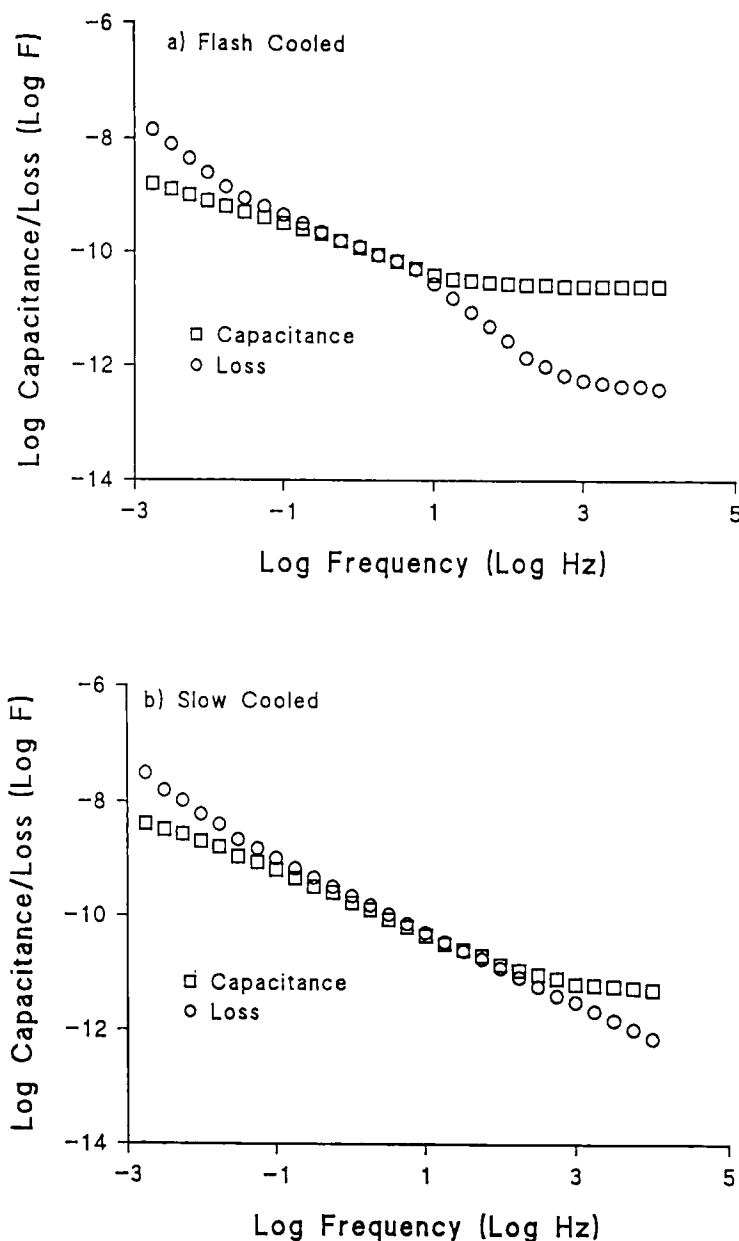 a) Flash Cooled
Log Capacitance/Loss (Log F)
-6
-8
-10
-12
-14
□ Capacitance
○ Loss
-3 -1 1 3 5
Log Frequency (Log Hz)
b) Slow Cooled
Log Capacitance/Loss (Log F)
-6
-8
-10
-12
-14
□ Capacitance
○ Loss
-3 -1 1 3 5
Log Frequency (Log Hz)